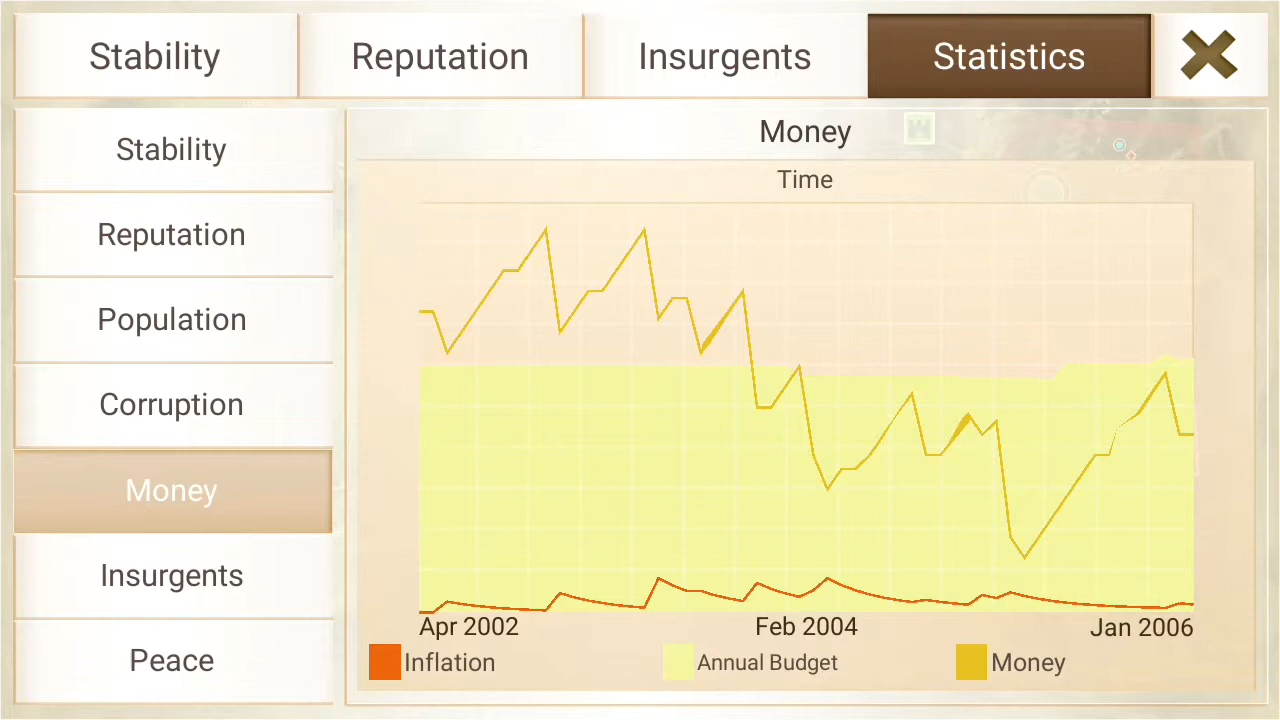 Stability
Reputation
Insurgents
Statistics
Stability
Reputation
Population
Corruption
Money
Insurgents
Peace
Money
Time
Apr 2002
Feb 2004
Jan 2006
Inflation
Annual Budget
Money